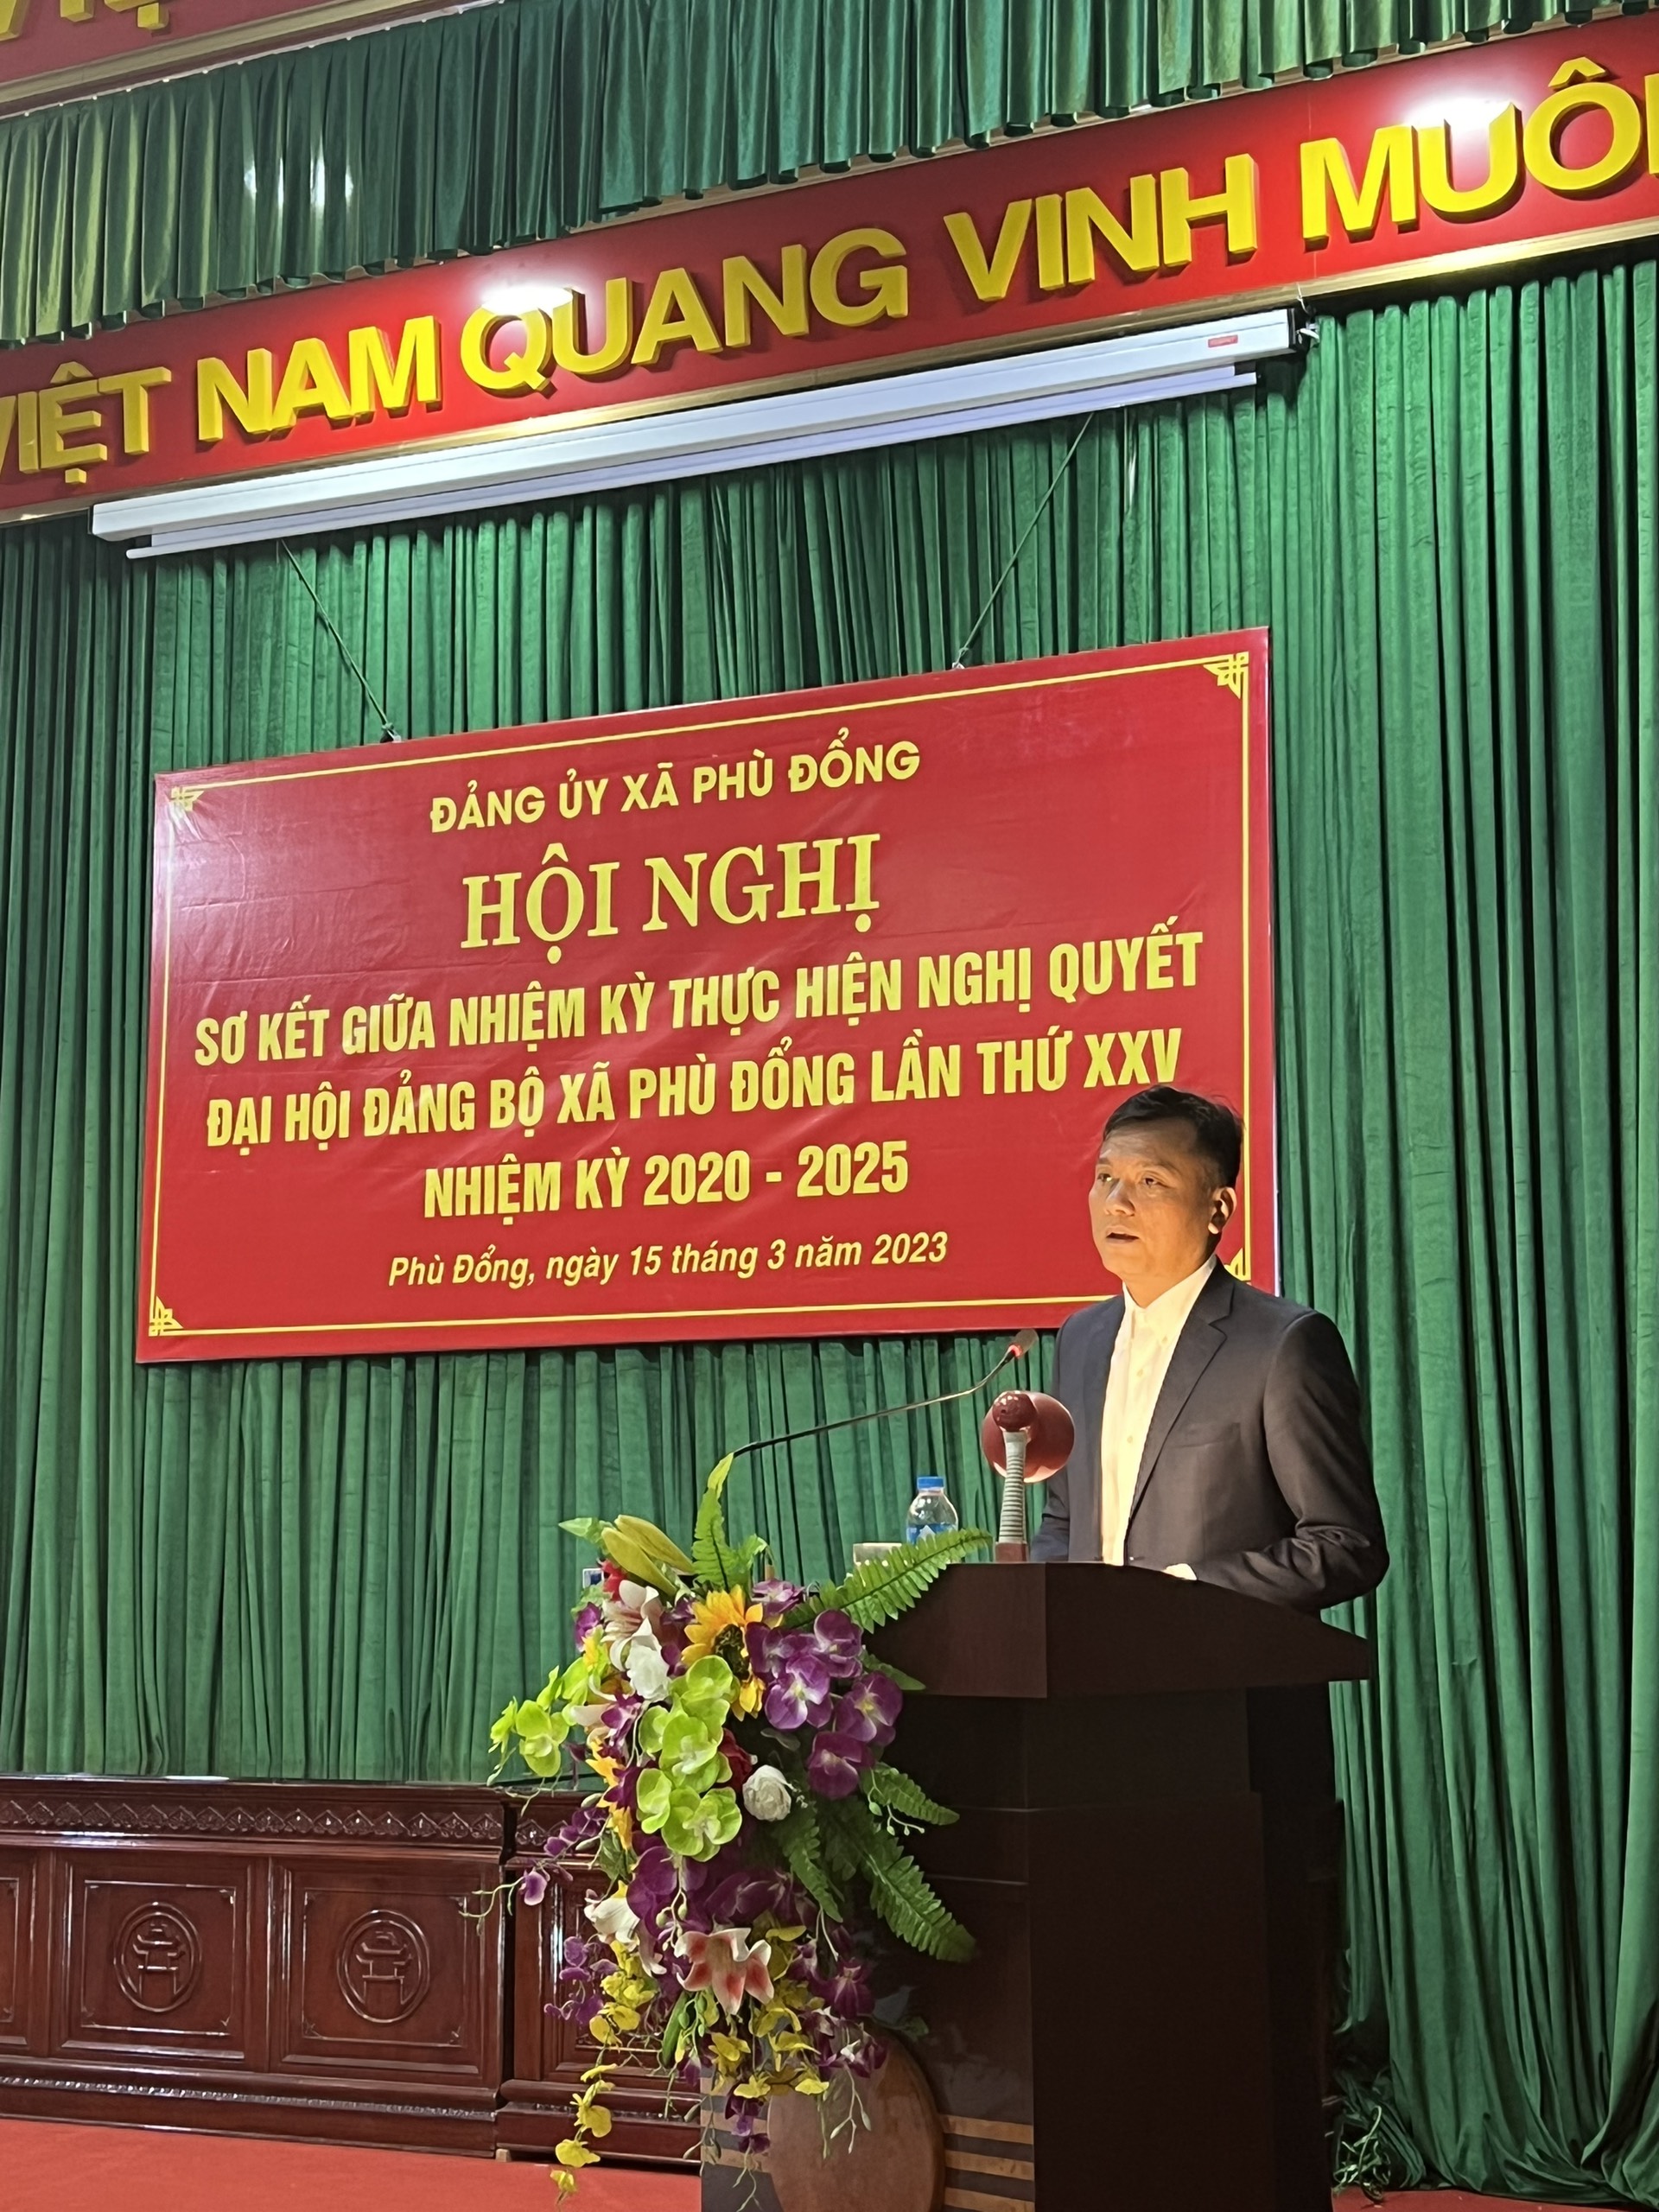 VIỆT NAM QUANG VINH MUÔN
ĐẢNG ỦY XÃ PHÙ ĐỔNG
HỘI NGHỊ
SƠ KẾT GIỮA NHIỆM KỲ THỰC HIỆN NGHỊ QUYẾT
ĐẠI HỘI ĐẢNG BỘ XÃ PHÙ ĐỔNG LẦN THỨ XXV
NHIỆM KỲ 2020 - 2025
Phù Đổng, ngày 15 tháng 3 năm 2023